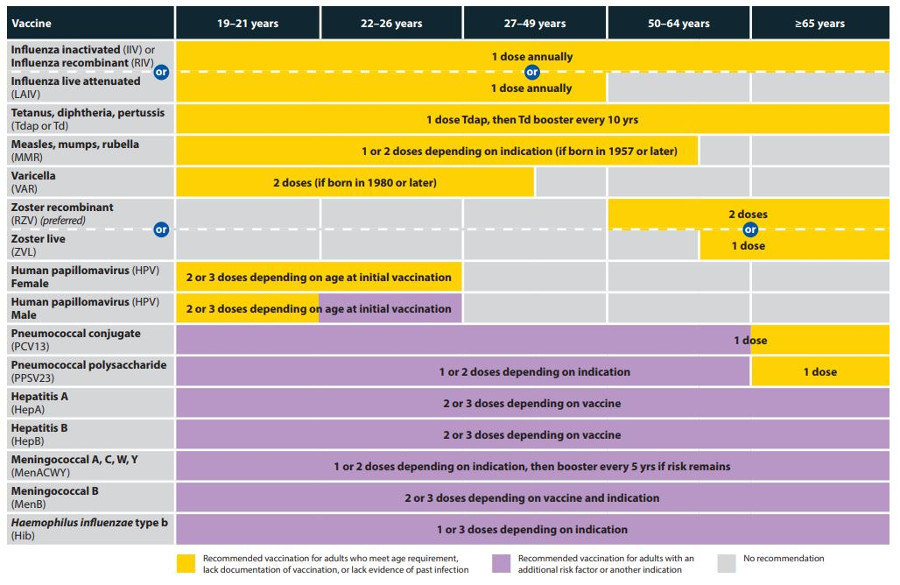 Vaccine 19–21 years 22–26 years 27–49 years 50–64 years ≥65 years
Influenza inactivated (IIV) or
Influenza recombinant (RIV)
1 dose annually
or or
Influenza live attenuated
(LAIV)
1 dose annually
Tetanus, diphtheria, pertussis
(Tdap or Td)
1 dose Tdap, then Td booster every 10 yrs
Measles, mumps, rubella
(MMR)
1 or 2 doses depending on indication (if born in 1957 or later)
Varicella
(VAR)
2 doses (if born in 1980 or later)
Zoster recombinant
(RZV) (preferred)
2 doses
or or
Zoster live
(ZVL)
1 dose
Human papillomavirus (HPV)
Female
2 or 3 doses depending on age at initial vaccination
Human papillomavirus (HPV)
Male
2 or 3 doses depending on age at initial vaccination
Pneumococcal conjugate
(PCV13)
1 dose
Pneumococcal polysaccharide
(PPSV23)
1 or 2 doses depending on indication 1 dose
Hepatitis A
(HepA)
2 or 3 doses depending on vaccine
Hepatitis B
(HepB)
2 or 3 doses depending on vaccine
Meningococcal A, C, W, Y
(MenACWY)
1 or 2 doses depending on indication, then booster every 5 yrs if risk remains
Meningococcal B
(MenB)
2 or 3 doses depending on vaccine and indication
Haemophilus influenzae type b
(Hib)
1 or 3 doses depending on indication
Recommended vaccination for adults who meet age requirement,
lack documentation of vaccination, or lack evidence of past infection
Recommended vaccination for adults with an
additional risk factor or another indication
No recommendation